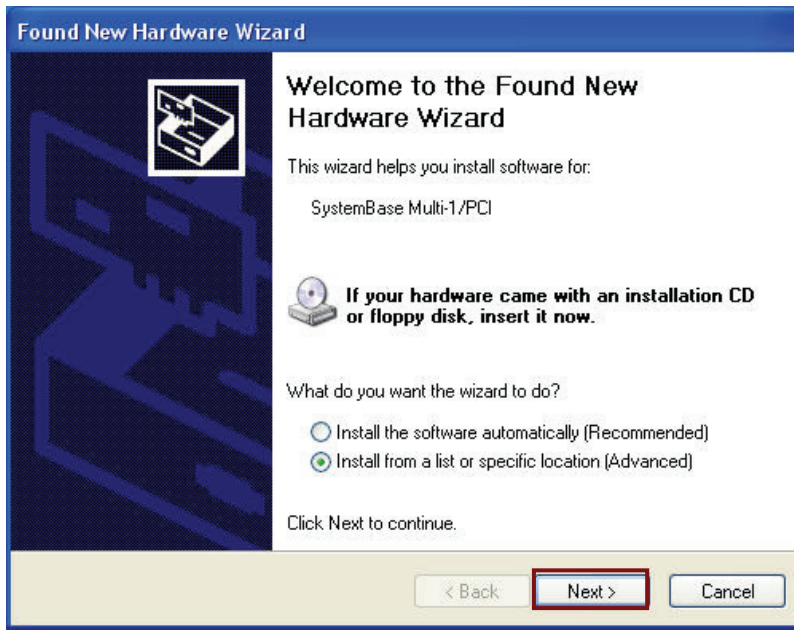 Found New Hardware Wizard
Welcome to the Found New
Hardware Wizard
This wizard helps you install software for:
SystemBase Multi-1/PCI
If your hardware came with an installation CD
or floppy disk, insert it now.
What do you want the wizard to do?
Install the software automatically (Recommended)
Install from a list or specific location (Advanced)
Click Next to continue.
< Back Next > Cancel